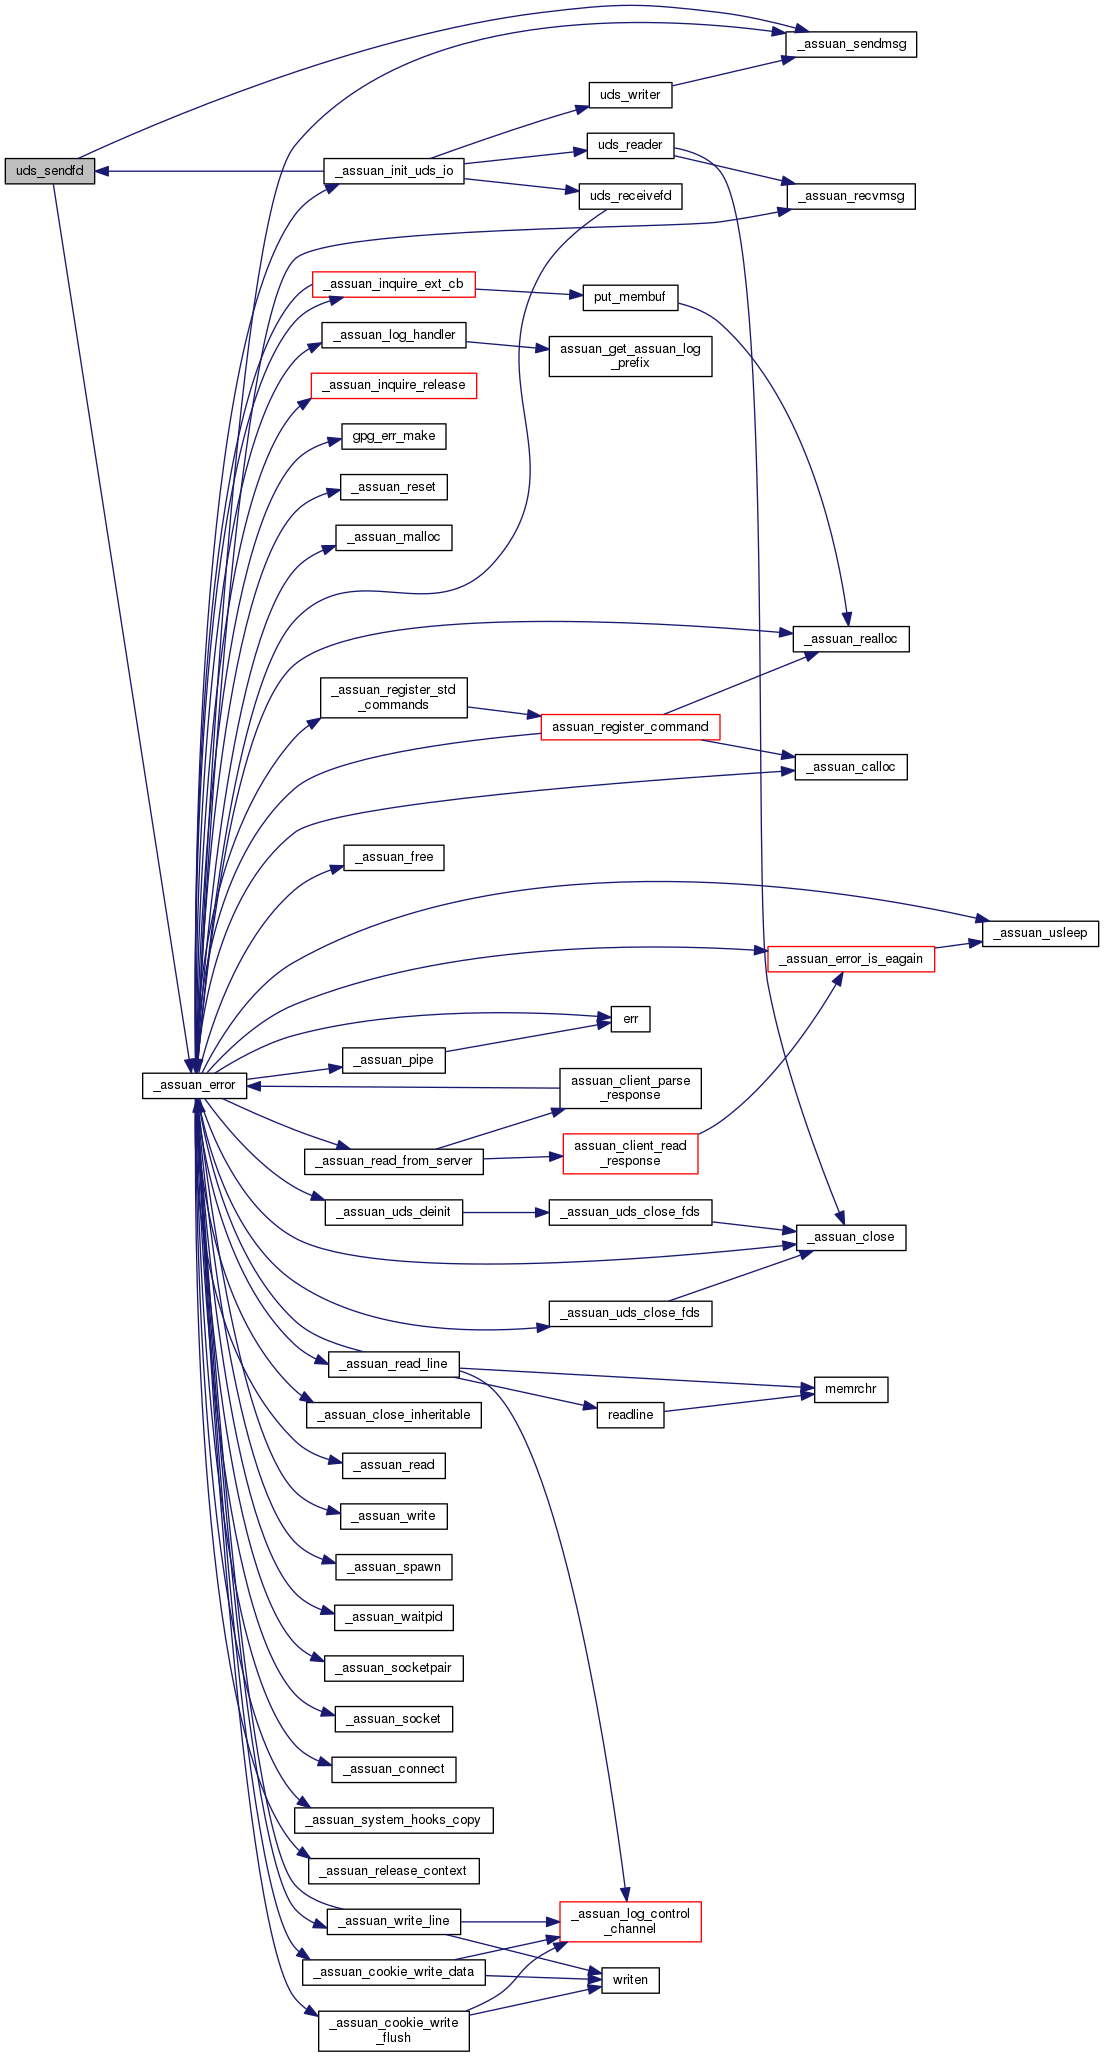 _assuan_sendmsg
uds_writer
uds_reader
uds_sendfd
_assuan_init_uds_io
uds_receivefd
_assuan_recvmsg
_assuan_inquire_ext_cb
put_membuf
_assuan_log_handler
assuan_get_assuan_log
_prefix
_assuan_inquire_release
gpg_err_make
_assuan_reset
_assuan_malloc
_assuan_realloc
_assuan_register_std
_commands
assuan_register_command
_assuan_calloc
_assuan_free
_assuan_usleep
_assuan_error_is_eagain
err
_assuan_pipe
_assuan_error
assuan_client_parse
_response
_assuan_read_from_server
assuan_client_read
_response
_assuan_uds_deinit
_assuan_uds_close_fds
_assuan_close
_assuan_uds_close_fds
_assuan_read_line
memrchr
_assuan_close_inheritable
readline
_assuan_read
_assuan_write
_assuan_spawn
_assuan_waitpid
_assuan_socketpair
_assuan_socket
_assuan_connect
_assuan_system_hooks_copy
_assuan_release_context
_assuan_write_line
_assuan_log_control
_channel
_assuan_cookie_write_data
writen
_assuan_cookie_write
_flush